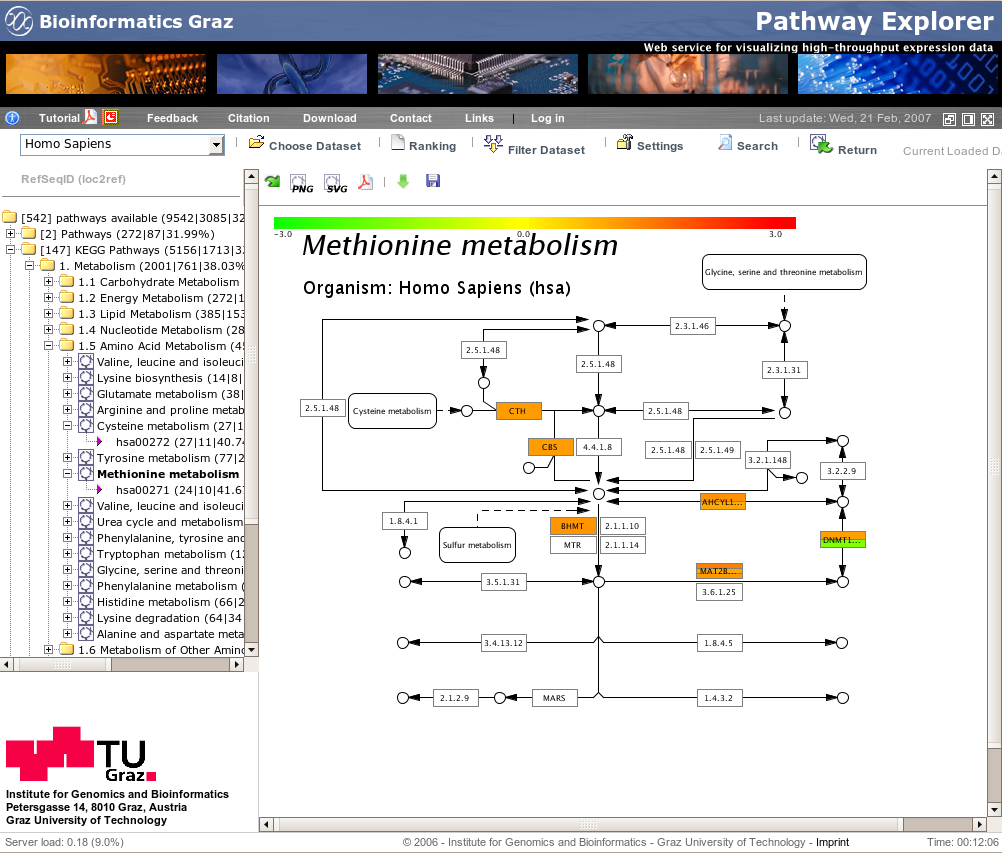 Bioinformatics Graz
Pathway Explorer
Web service for visualizing high-throughput expression data
Tutorial Feedback Citation Download Contact Links | Log in
Last update: Wed, 21 Feb, 2007
Homo Sapiens
Choose Dataset Ranking Filter Dataset Settings Search Return Current Loaded D
RefSeqID (loc2ref)
[542] pathways available (9542|3085|32
[2] Pathways (272|87|31.99%)
[147] KEGG Pathways (5156|1713|3
1. Metabolism (2001|761|38.03%
1.1 Carbohydrate Metabolism
1.2 Energy Metabolism (272|1
1.3 Lipid Metabolism (385|153
1.4 Nucleotide Metabolism (28
1.5 Amino Acid Metabolism (4
Valine, leucine and isoleuci
Lysine biosynthesis (14|8|
Glutamate metabolism (38|
Arginine and proline metab
Cysteine metabolism (27|1
hsa00272 (27|11|40.74
Tyrosine metabolism (77|2
Methionine metabolism
hsa00271 (24|10|41.67
Valine, leucine and isoleuci
Urea cycle and metabolism
Phenylalanine, tyrosine and
Tryptophan metabolism (12
Glycine, serine and threoni
Phenylalanine metabolism (
Histidine metabolism (66|2
Lysine degradation (64|34
Alanine and aspartate meta
1.6 Metabolism of Other Amino
TU
Graz
Institute for Genomics and Bioinformatics
Petersgasse 14, 8010 Graz, Austria
Graz University of Technology
PNG SVG
-3.0 0.0 3.0
Methionine metabolism
Organism: Homo Sapiens (hsa)
Glycine, serine and threonine metabolism
2.3.1.46
2.5.1.48
2.5.1.48
2.3.1.31
2.5.1.48
Cysteine metabolism
CTH
2.5.1.48
CBS
4.4.1.8
2.5.1.48
2.5.1.49
3.2.1.148
3.2.2.9
AHCYL1...
1.8.4.1
BHMT
2.1.1.10
Sulfur metabolism
MTR
2.1.1.14
DNMT1...
MAT2B...
3.5.1.31
3.6.1.25
3.4.13.12
1.8.4.5
2.1.2.9
MARS
1.4.3.2
Server load: 0.18 (9.0%)
© 2006 - Institute for Genomics and Bioinformatics - Graz University of Technology - Imprint
Time: 00:12:06